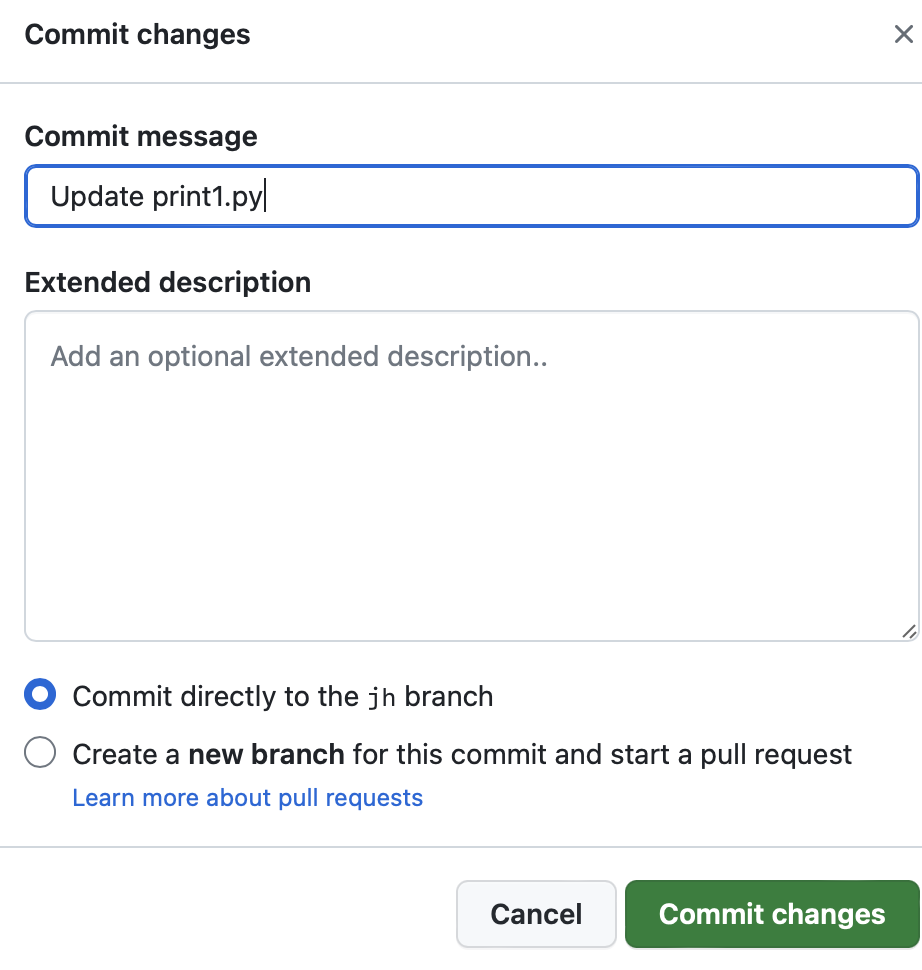 Commit changes
Commit message
Update print1.py
Extended description
Add an optional extended description..
Commit directly to the jh branch
Create a new branch for this commit and start a pull request
Learn more about pull requests
Cancel
Commit changes